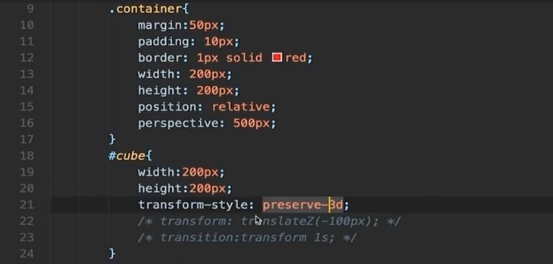 9 .container{
10 margin:50px;
11 padding: 10px;
12 border: 1px solid red;
13 width: 200px;
14 height: 200px;
15 position: relative;
16 perspective: 500px;
17 }
18 #cube{
19 width:200px;
20 height:200px;
21 transform-style: preserve-3d;
22 /* transform: translateZ(-100px); */
23 /* transition:transform 1s; */
24 }